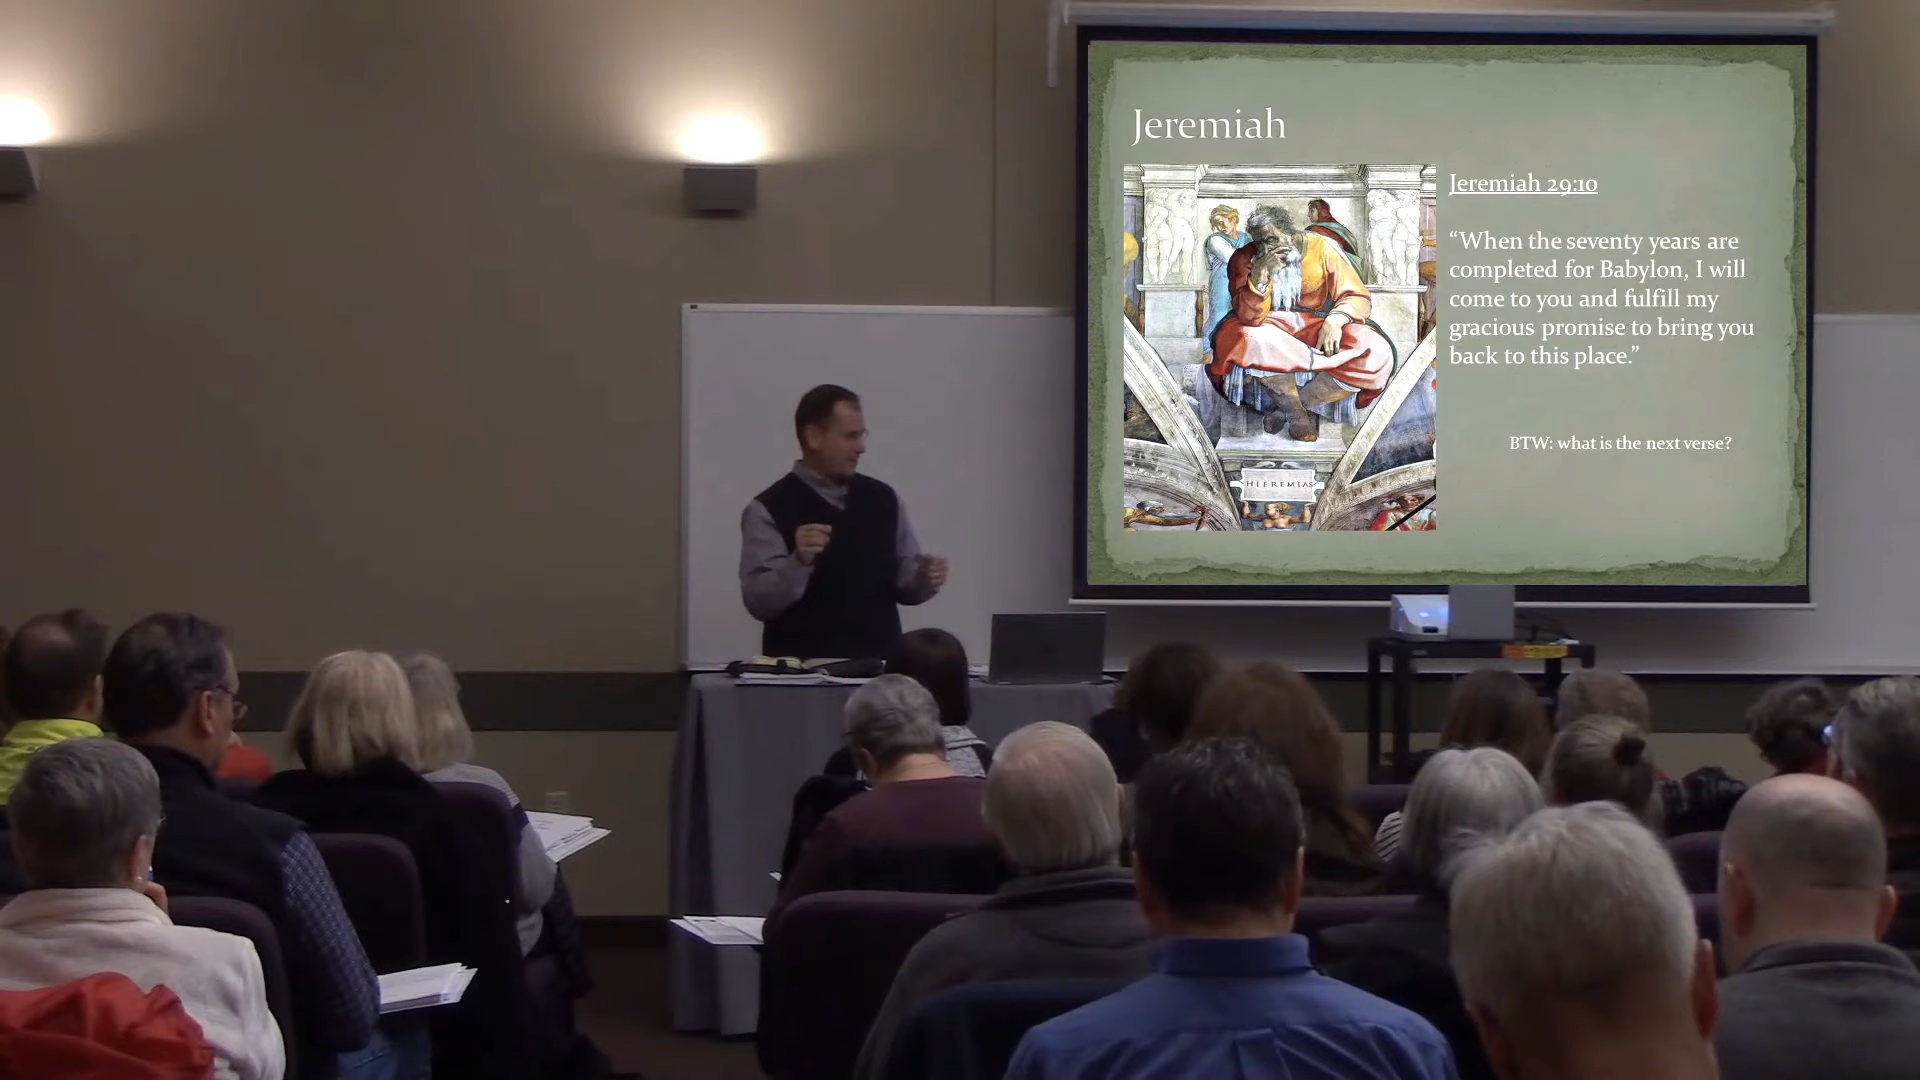 Jeremiah
Jeremiah 29:10
“When the seventy years are
completed for Babylon, I will
come to you and fulfill my
gracious promise to bring you
back to this place.”
BTW: what is the next verse?
HIEREMIAS